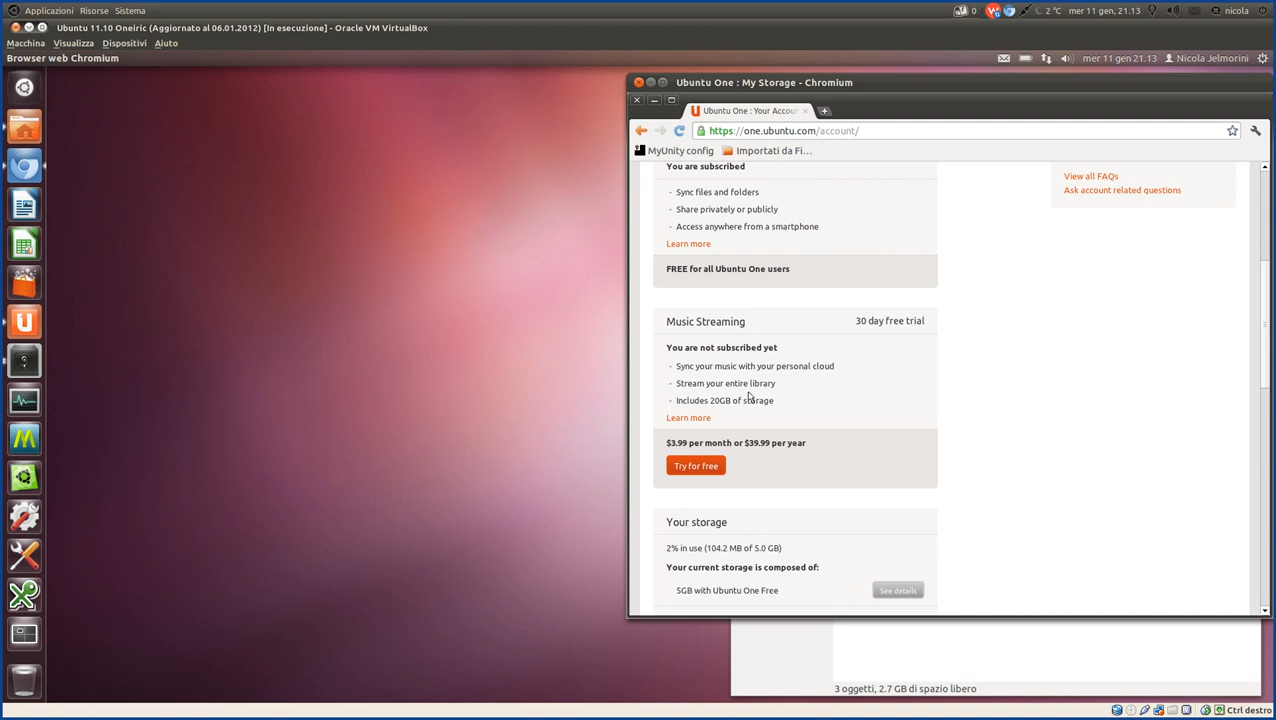 Applicazioni Risorse Sistema
0
2 °C mer 11 gen, 21.13 nicola
Ubuntu 11.10 Oneiric (Aggiornato al 06.01.2012) [In esecuzione] - Oracle VM VirtualBox
Macchina Visualizza Dispositivi Aiuto
Browser web Chromium
mer 11 gen 21.13 Nicola Jelmorini
Ubuntu One : My Storage - Chromium
Ubuntu One : Your Accou
https://one.ubuntu.com/account/
MyUnity config Importati da Fi...
You are subscribed
- Sync files and folders
- Share privately or publicly
- Access anywhere from a smartphone
Learn more
FREE for all Ubuntu One users
View all FAQs
Ask account related questions
Music Streaming 30 day free trial
You are not subscribed yet
- Sync your music with your personal cloud
- Stream your entire library
- Includes 20GB of storage
Learn more
$3.99 per month or $39.99 per year
Try for free
Your storage
2% in use (104.2 MB of 5.0 GB)
Your current storage is composed of:
5GB with Ubuntu One Free See details
3 oggetti, 2.7 GB di spazio libero
Ctrl destro